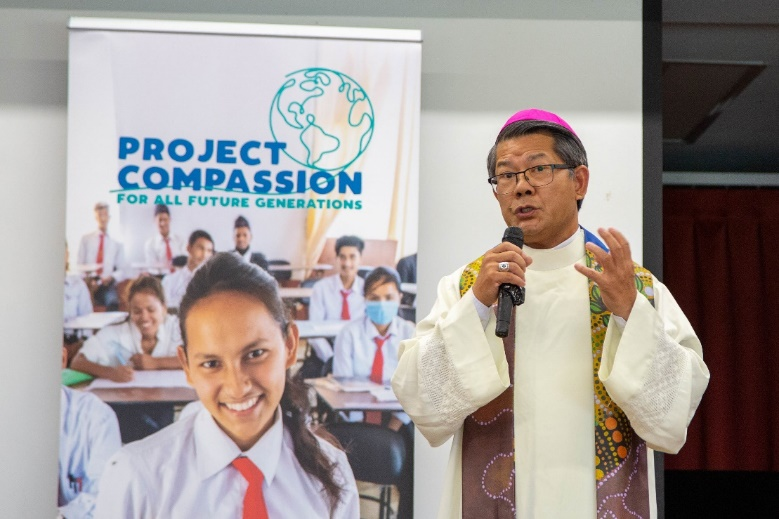 PROJECT
COMPASSION
FOR ALL FUTURE GENERATIONS